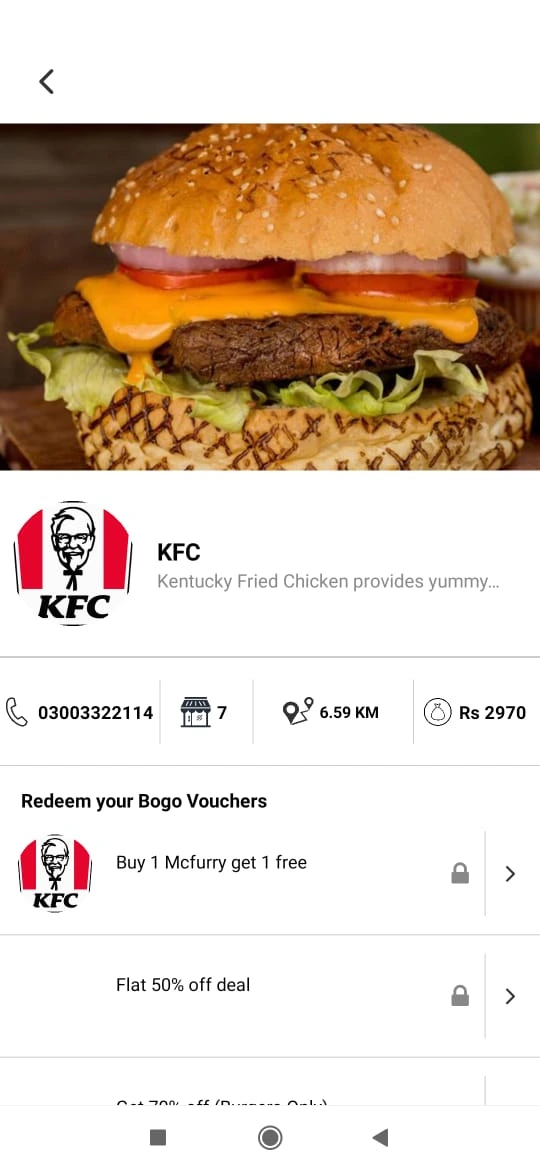 KFC
KFC
Kentucky Fried Chicken provides yummy...
03003322114
7
6.59 KM
Rs 2970
Redeem your Bogo Vouchers
KFC
Buy 1 Mcfurry get 1 free
Flat 50% off deal
Get 70% off (Burgers Only)